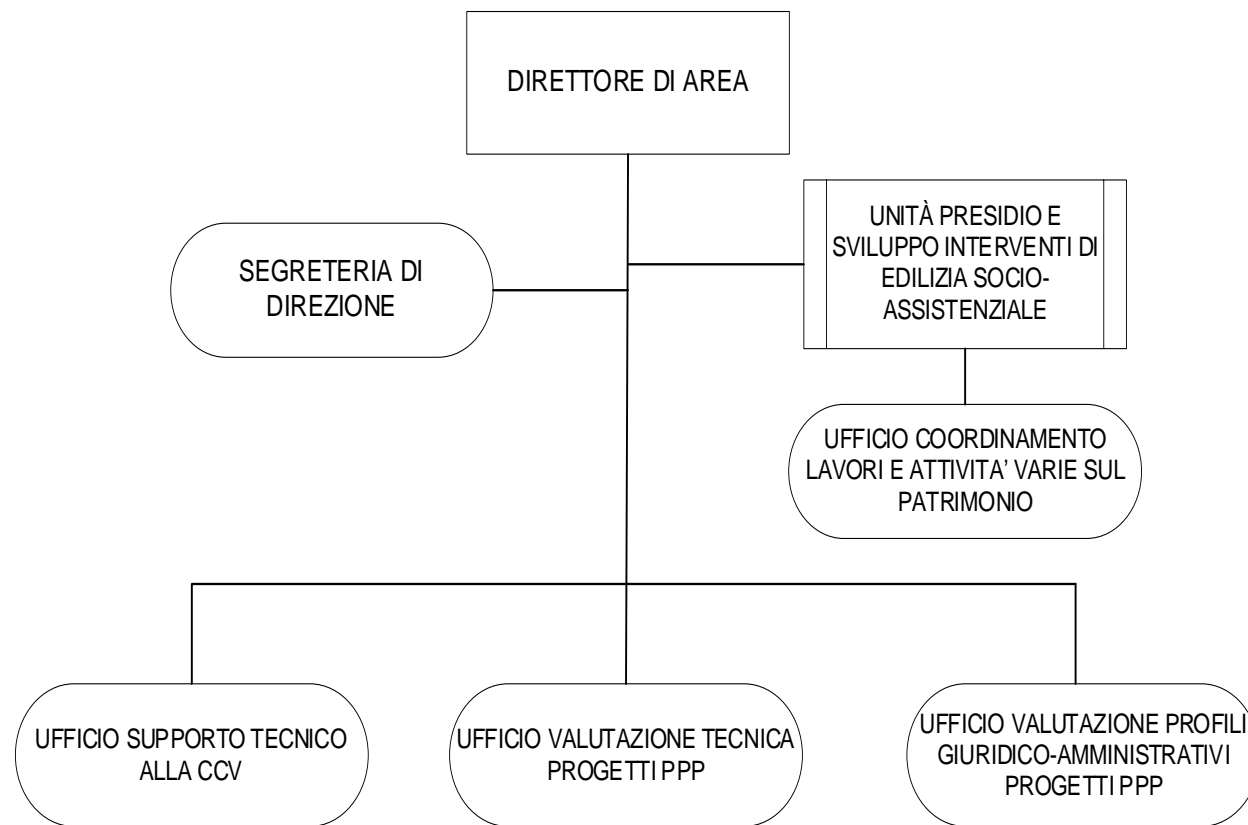 DIRETTORE DI AREA
SEGRETERIA DI
DIREZIONE
UNITÀ PRESIDIO E
SVILUPPO INTERVENTI DI
EDILIZIA SOCIO-
ASSISTENZIALE
UFFICIO COORDINAMENTO
LAVORI E ATTIVITA’ VARIE SUL
PATRIMONIO
UFFICIO SUPPORTO TECNICO
ALLA CCV
UFFICIO VALUTAZIONE TECNICA
PROGETTI PPP
UFFICIO VALUTAZIONE PROFILI
GIURIDICO-AMMINISTRATIVI
PROGETTI PPP